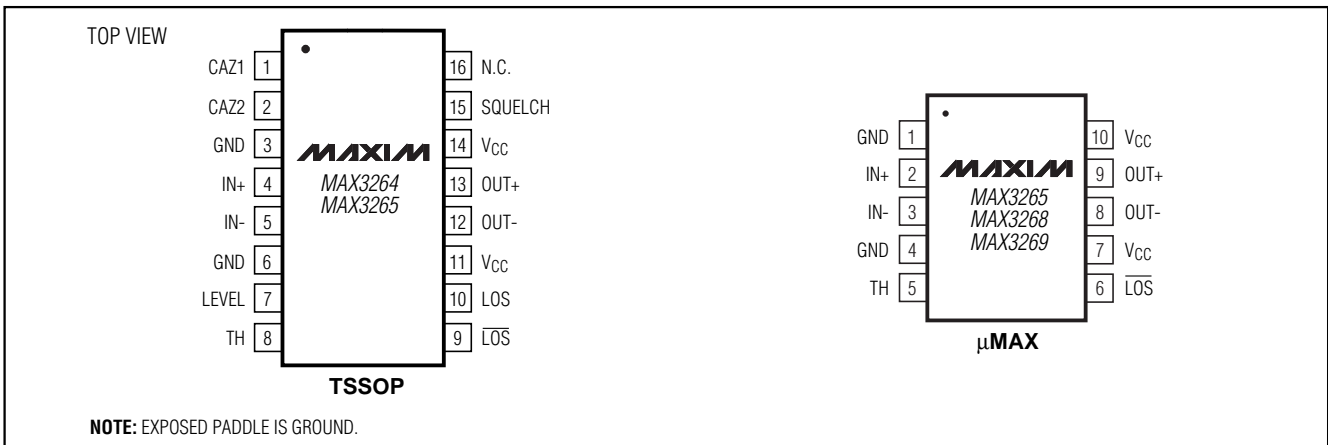 TOP VIEW
CAZ1 1
CAZ2 2
GND 3
IN+ 4
IN- 5
GND 6
LEVEL 7
TH 8
MAXIM
MAX3264
MAX3265
16 N.C.
15 SQUELCH
14 VCC
13 OUT+
12 OUT-
11 VCC
10 LOS
9 L̅O̅S̅
TSSOP
GND 1
IN+ 2
IN- 3
GND 4
TH 5
MAXIM
MAX3265
MAX3268
MAX3269
10 VCC
9 OUT+
8 OUT-
7 VCC
6 L̅O̅S̅
μMAX
NOTE: EXPOSED PADDLE IS GROUND.